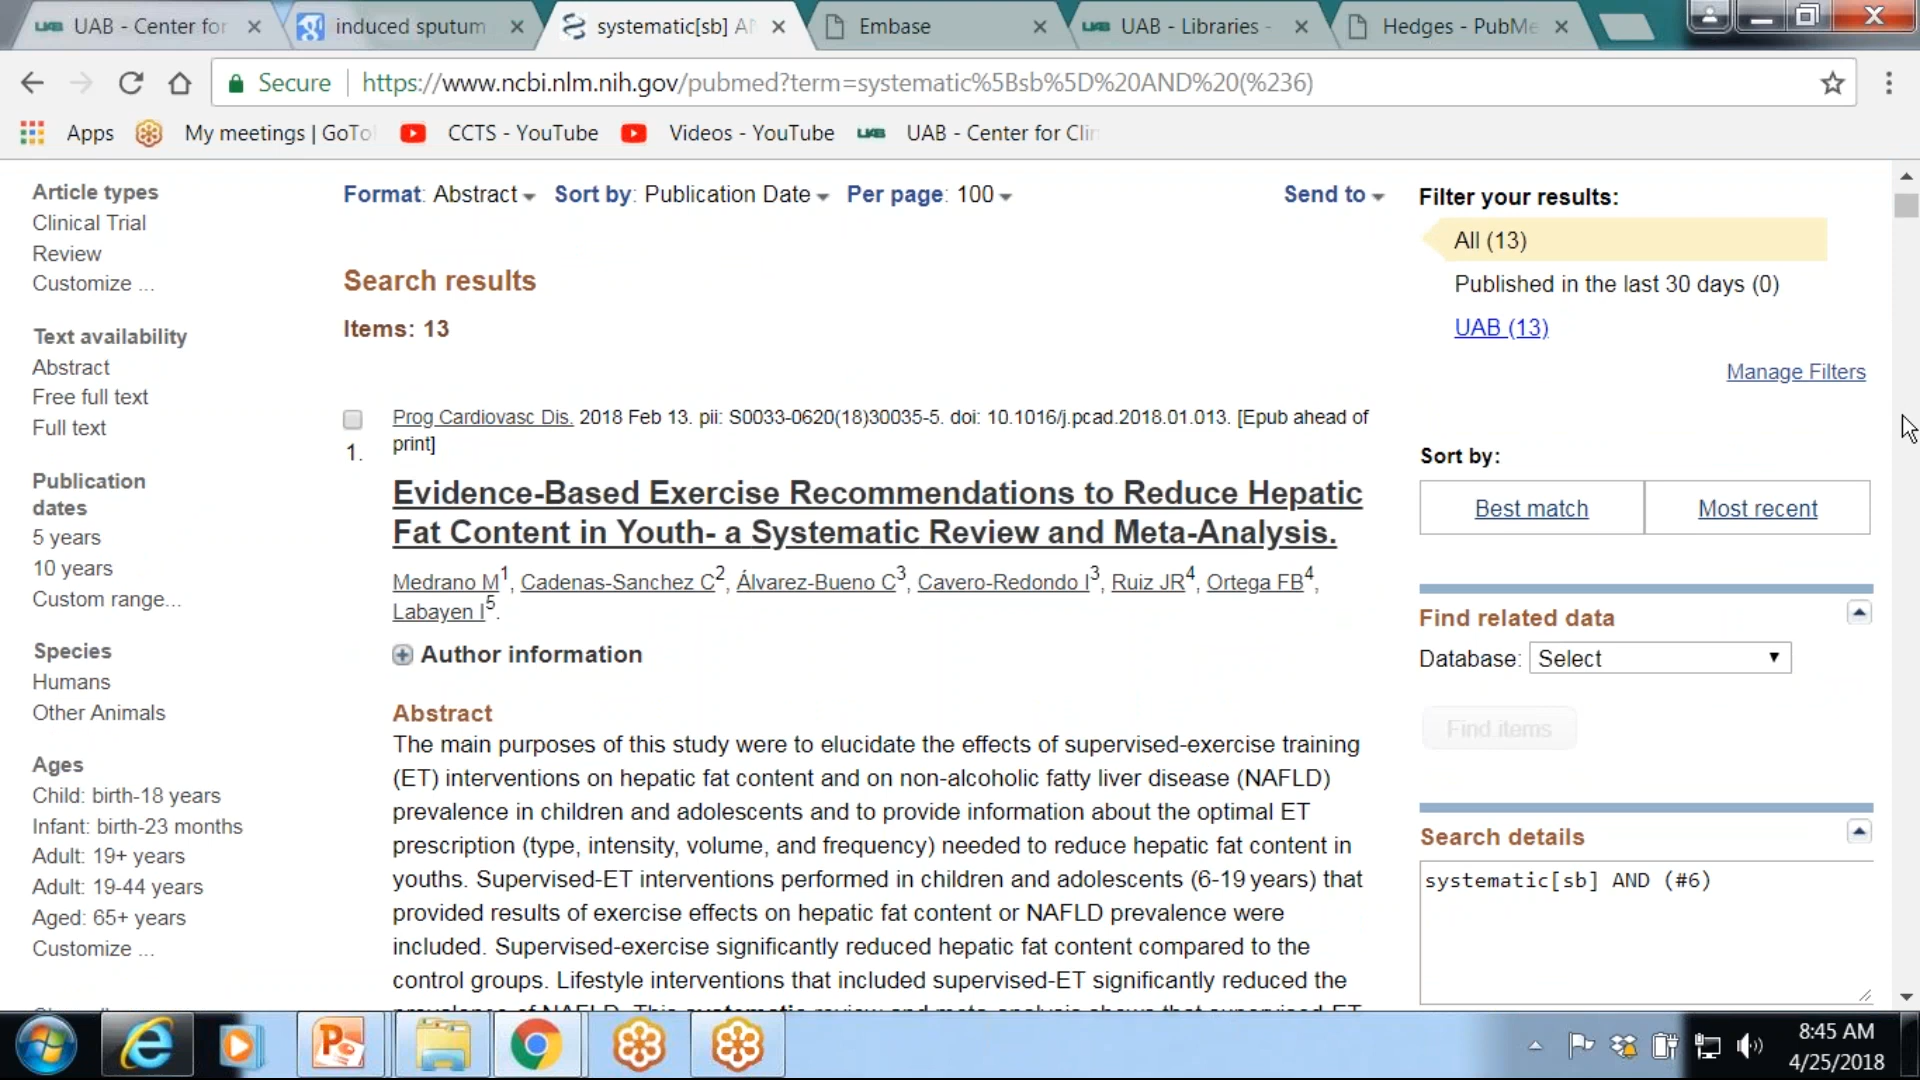 UAB - Center for
induced sputum
systematic[sb] AN
Embase
UAB - Libraries -
Hedges - PubMe
Secure
https://www.ncbi.nlm.nih.gov/pubmed?term=systematic%5Bsb%5D%20AND%20(%236)
Apps
My meetings | GoTo
CCTS - YouTube
Videos - YouTube
UAB
UAB - Center for Clin
Article types
Clinical Trial
Review
Customize ...
Text availability
Abstract
Free full text
Full text
Publication
dates
5 years
10 years
Custom range...
Species
Humans
Other Animals
Ages
Child: birth-18 years
Infant: birth-23 months
Adult: 19+ years
Adult: 19-44 years
Aged: 65+ years
Customize ...
Format: Abstract Sort by: Publication Date Per page: 100 Send to
Search results
Items: 13
1.
Prog Cardiovasc Dis. 2018 Feb 13. pii: S0033-0620(18)30035-5. doi: 10.1016/j.pcad.2018.01.013. [Epub ahead of
print]
Evidence-Based Exercise Recommendations to Reduce Hepatic
Fat Content in Youth- a Systematic Review and Meta-Analysis.
Medrano M1, Cadenas-Sanchez C2, Álvarez-Bueno C3, Cavero-Redondo I3, Ruiz JR4, Ortega FB4,
Labayen I5.
Author information
Abstract
The main purposes of this study were to elucidate the effects of supervised-exercise training
(ET) interventions on hepatic fat content and on non-alcoholic fatty liver disease (NAFLD)
prevalence in children and adolescents and to provide information about the optimal ET
prescription (type, intensity, volume, and frequency) needed to reduce hepatic fat content in
youths. Supervised-ET interventions performed in children and adolescents (6-19 years) that
provided results of exercise effects on hepatic fat content or NAFLD prevalence were
included. Supervised-exercise significantly reduced hepatic fat content compared to the
control groups. Lifestyle interventions that included supervised-ET significantly reduced the
Filter your results:
All (13)
Published in the last 30 days (0)
UAB (13)
Manage Filters
Sort by:
Best match
Most recent
Find related data
Database: Select
Find items
Search details
systematic[sb] AND (#6)
8:45 AM
4/25/2018